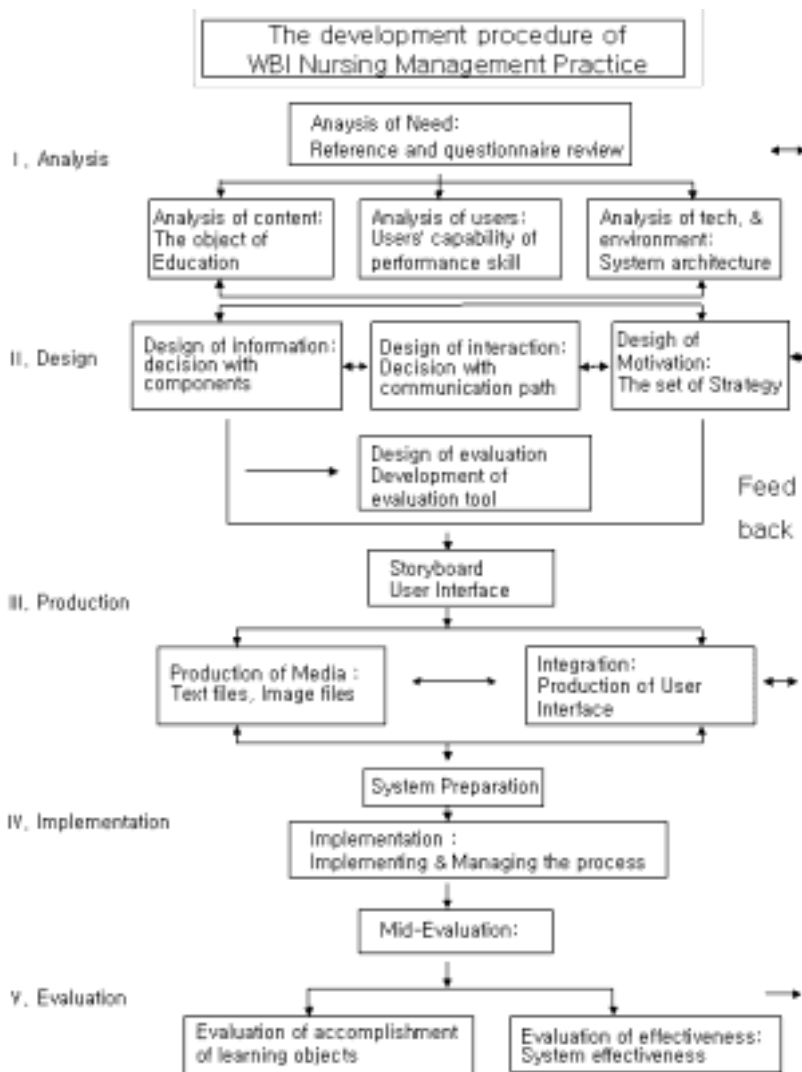 The development procedure of
WBI Nursing Management Practice
Anaysis of Need:
Reference and questionnaire review
I. Analysis
Analysis of content:
The object of
Education
Analysis of users:
Users' capability of
performance skill
Analysis of tech, &
environment:
System architecture
II. Design
Design of information:
decision with
components
Design of interaction:
Decision with
communication path
Desigh of
Motivation:
The set of Strategy
Design of evaluation
Development of
evaluation tool
Feed
back
Storyboard
User Interface
III. Production
Production of Media :
Text files, Image files
Integration:
Production of User
Interface
System Preparation
IV. Implementation
Implementation :
Implementing & Managing the process
Mid-Evaluation:
V. Evaluation
Evaluation of accomplishment
of learning objects
Evaluation of effectiveness:
System effectiveness